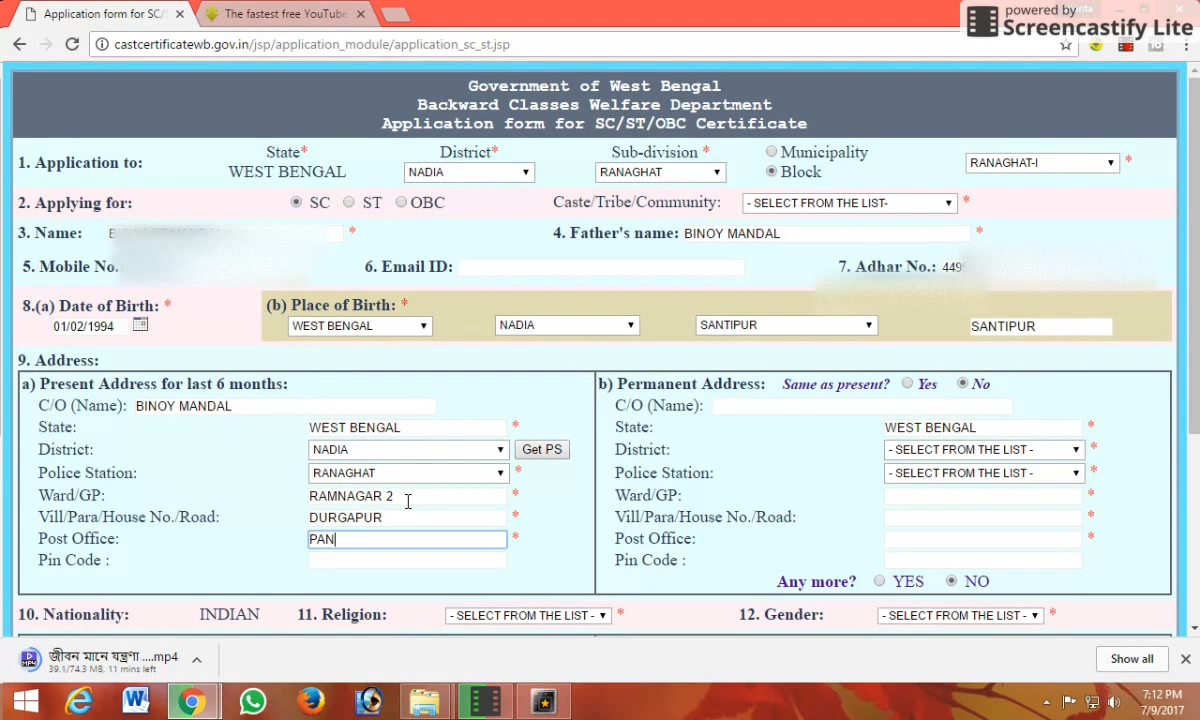 Application form for SC/S
The fastest free YouTube
powered by
Screencastify Lite
castcertificatewb.gov.in/jsp/application_module/application_sc_st.jsp
Government of West Bengal
Backward Classes Welfare Department
Application form for SC/ST/OBC Certificate
1. Application to: State* WEST BENGAL District* NADIA Sub-division * RANAGHAT Municipality Block RANAGHAT-I *
2. Applying for: SC ST OBC Caste/Tribe/Community: - SELECT FROM THE LIST- *
3. Name: * 4. Father's name: BINOY MANDAL *
5. Mobile No. 6. Email ID: 7. Adhar No.: 449
8.(a) Date of Birth: * (b) Place of Birth: *
01/02/1994 WEST BENGAL NADIA SANTIPUR SANTIPUR
9. Address:
a) Present Address for last 6 months: b) Permanent Address: Same as present? Yes No
C/O (Name): BINOY MANDAL C/O (Name):
State: WEST BENGAL * State: WEST BENGAL *
District: NADIA Get PS District: - SELECT FROM THE LIST - *
Police Station: RANAGHAT * Police Station: - SELECT FROM THE LIST - *
Ward/GP: RAMNAGAR 2 * Ward/GP: *
Vill/Para/House No./Road: DURGAPUR * Vill/Para/House No./Road: *
Post Office: PAN * Post Office: *
Pin Code : Pin Code :
Any more? YES NO
10. Nationality: INDIAN 11. Religion: - SELECT FROM THE LIST - * 12. Gender: - SELECT FROM THE LIST - *
জীবন মানে যন্ত্রণা ....mp4
39.1/74.3 MB, 11 mins left
Show all
7:12 PM
7/9/2017